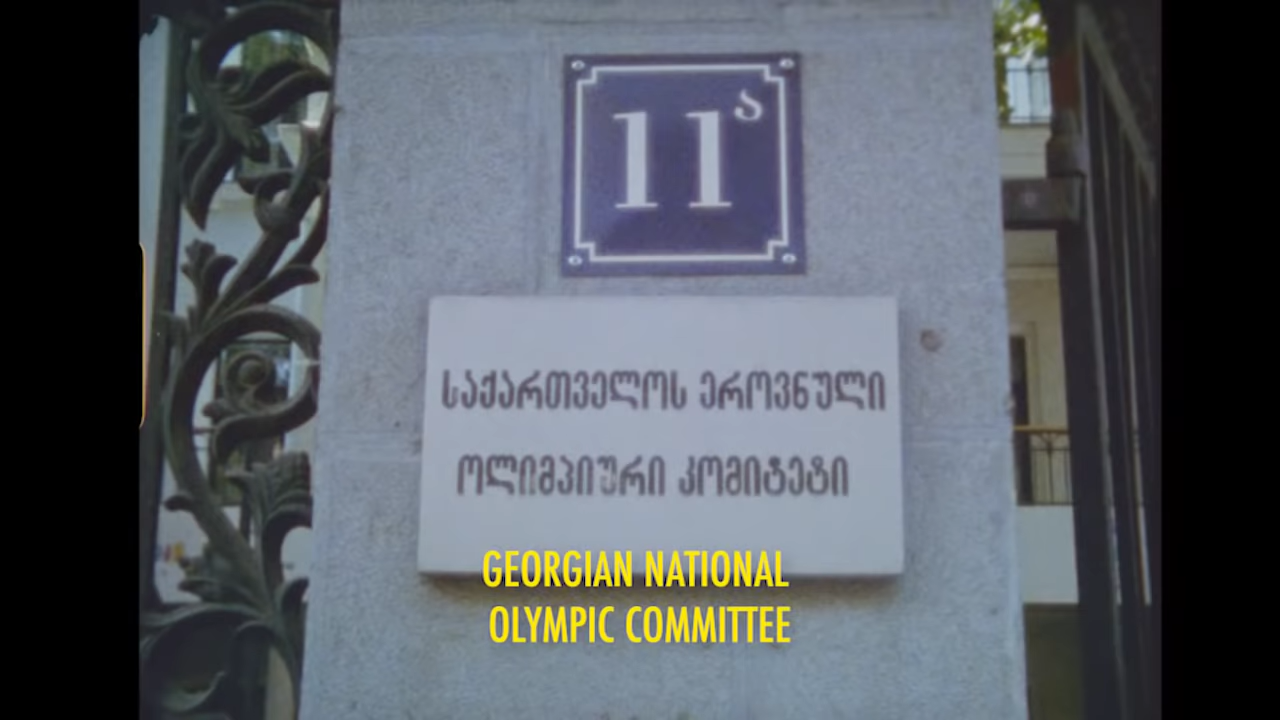 11ა
საქართველოს ეროვნული
ოლიმპიური კომიტეტი
GEORGIAN NATIONAL
OLYMPIC COMMITTEE